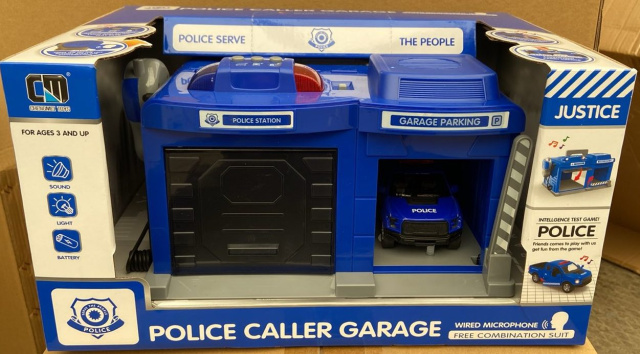 POLICE SERVE THE PEOPLE
CM
FOR AGES 3 AND UP
SOUND
LIGHT
BATTERY
POLICE STATION
GARAGE PARKING P
POLICE
JUSTICE
INTELLIGENCE TEST GAME!
POLICE
Friends comes to play with us
get fun from the game!
POLICE
POLICE CALLER GARAGE
WIRED MICROPHONE
FREE COMBINATION SUIT